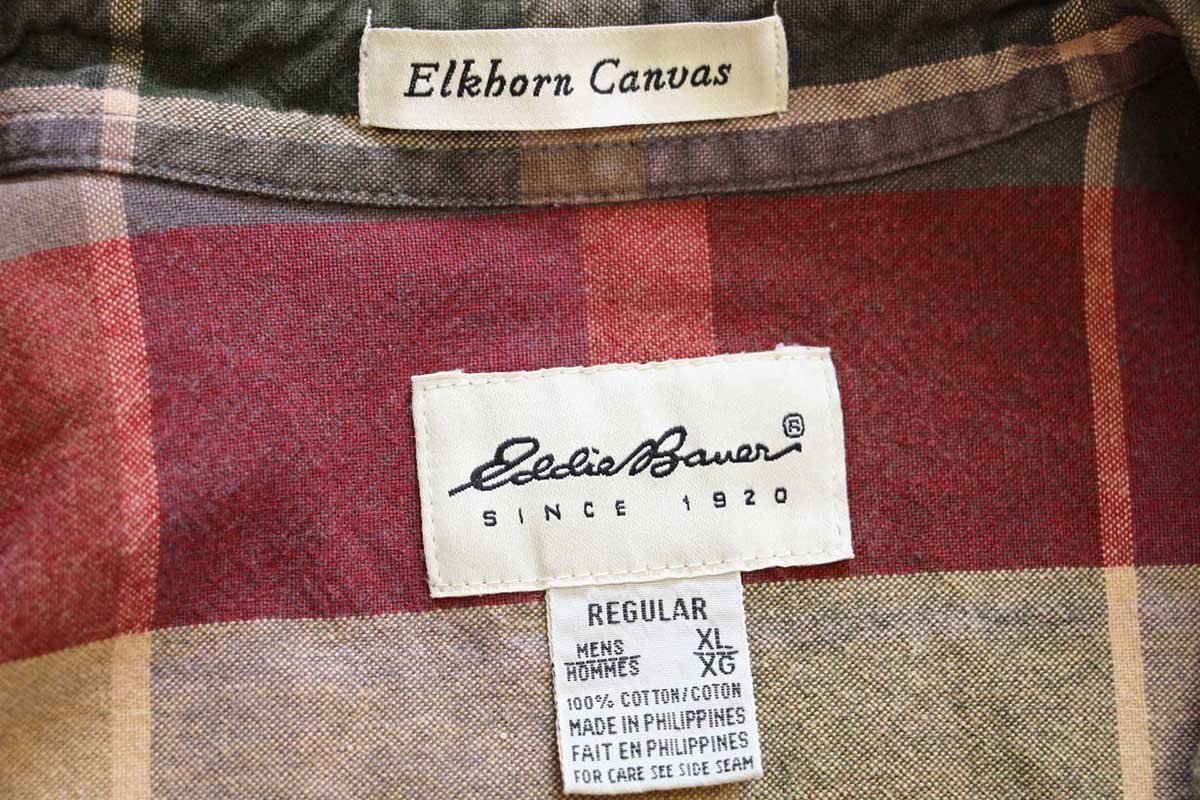 Elkhorn Canvas
Eddie Bauer®
SINCE 1920
REGULAR
MENS XL
HOMMES XG
100% COTTON/COTON
MADE IN PHILIPPINES
FAIT EN PHILIPPINES
FOR CARE SEE SIDE SEAM